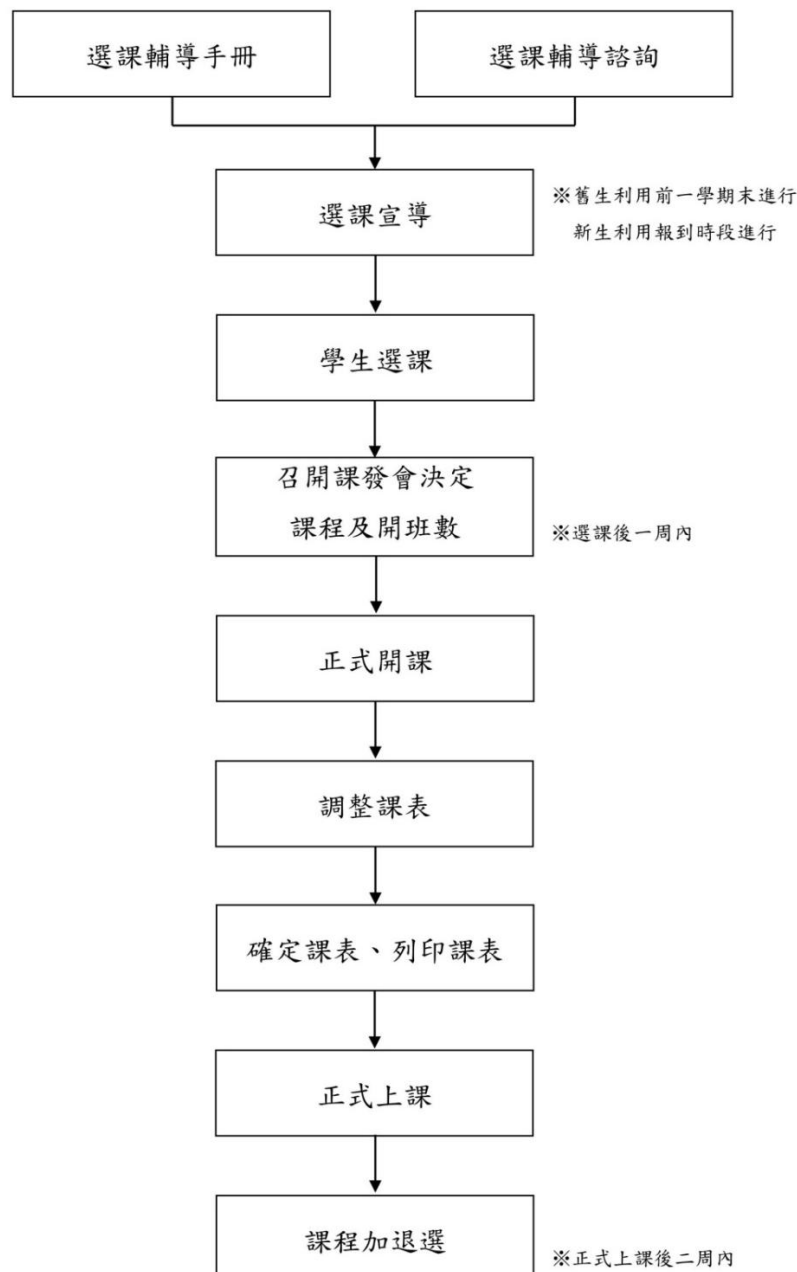 選課輔導手冊
選課輔導諮詢
選課宣導
※舊生利用前一學期末進行
新生利用報到時段進行
學生選課
召開課發會決定
課程及開班數
※選課後一周內
正式開課
調整課表
確定課表、列印課表
正式上課
課程加退選
※正式上課後二周內